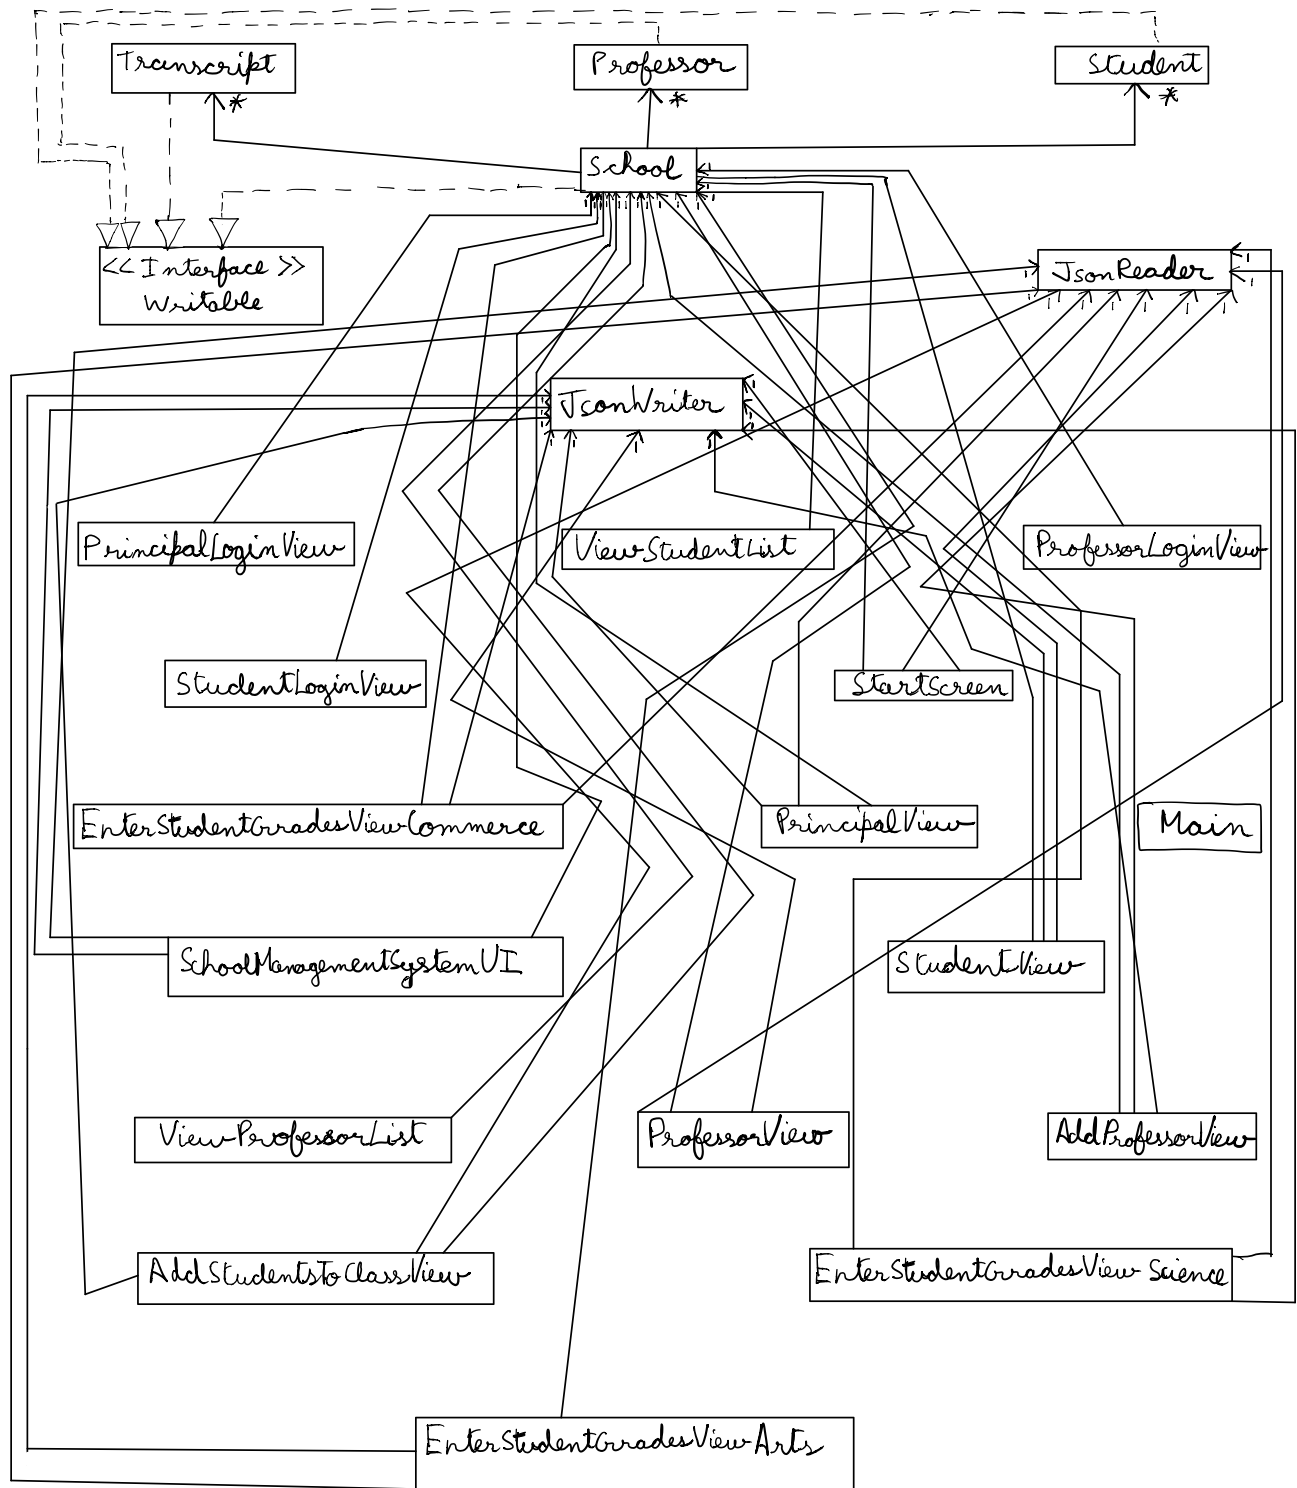 Transcript
Professor
Student
*
*
*
School
<< Interface >>
Writable
JsonReader
JsonWriter
PrincipalLoginView
ViewStudentList
ProfessorLoginView
StudentLoginView
StartScreen
EnterStudentGradesViewCommerce
PrincipalView
Main
SchoolManagementSystemUI
StudentView
ViewProfessorList
ProfessorView
AddProfessorView
AddStudentsToClassView
EnterStudentGradesViewScience
EnterStudentGradesViewArts